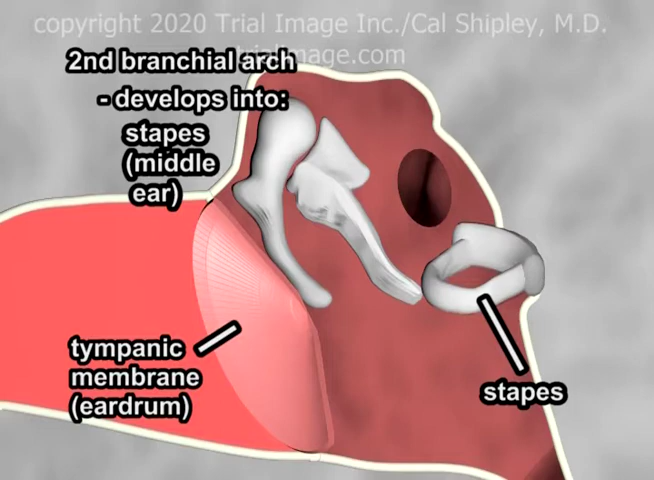 copyright 2020 Trial Image Inc./Cal Shipley, M.D.
trialimage.com
2nd branchial arch
- develops into:
stapes
(middle
ear)
tympanic
membrane
(eardrum)
stapes